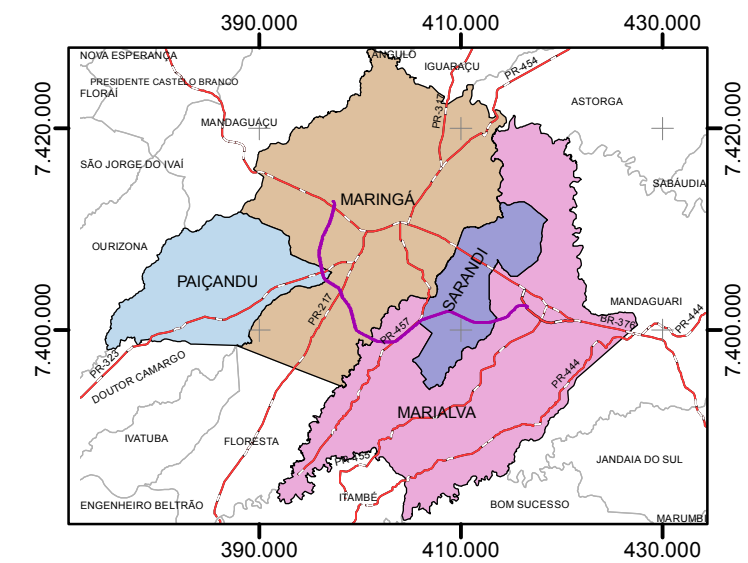 390.000
410.000
430.000
NOVA ESPERANÇA
ÂNGULO
IGUARAÇU
PR-454
PRESIDENTE CASTELO BRANCO
FLORAÍ
ASTORGA
PR-317
MANDAGUAÇU
7.420.000
7.420.000
SÃO JORGE DO IVAÍ
SABÁUDIA
MARINGÁ
OURIZONA
PAIÇANDU
SARANDI
MANDAGUARI
PR-217
7.400.000
7.400.000
BR-376
PR-444
PR-457
PR-323
DOUTOR CAMARGO
PR-444
MARIALVA
IVATUBA
FLORESTA
PR-455
JANDAIA DO SUL
ITAMBÉ
ENGENHEIRO BELTRÃO
BOM SUCESSO
MARUMBI
390.000
410.000
430.000